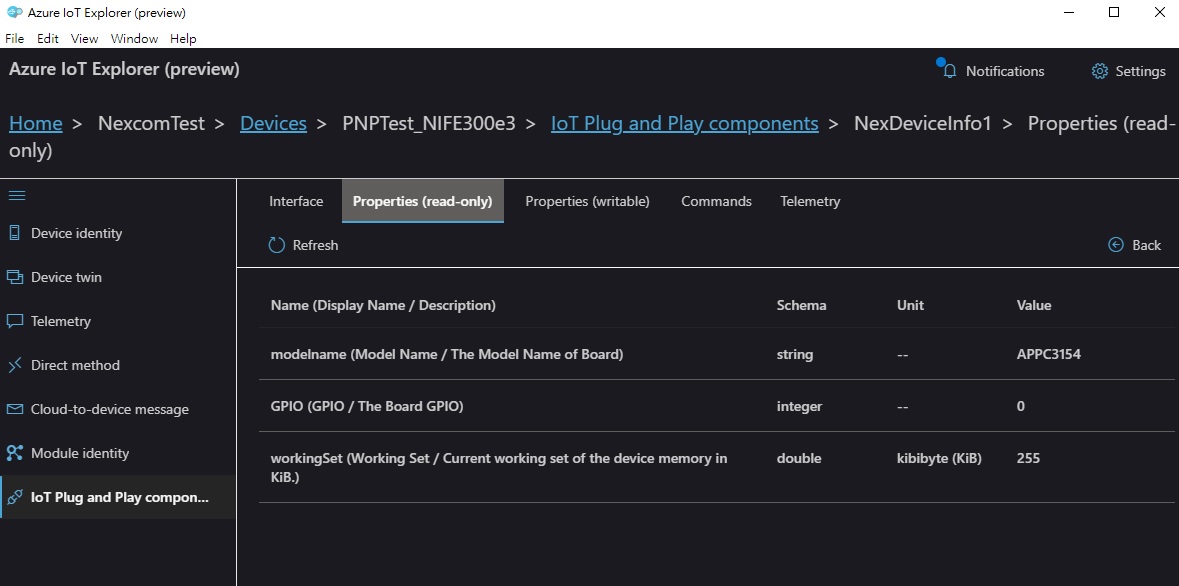 Azure IoT Explorer (preview)
File Edit View Window Help
Azure IoT Explorer (preview)
Notifications
Settings
Home > NexcomTest > Devices > PNPTest_NIFE300e3 > IoT Plug and Play components > NexDeviceInfo1 > Properties (read-
only)
Interface Properties (read-only) Properties (writable) Commands Telemetry
Refresh
Back
Device identity
Device twin
Telemetry
Direct method
Cloud-to-device message
Module identity
IoT Plug and Play compon...
Name (Display Name / Description) Schema Unit Value
modelname (Model Name / The Model Name of Board) string -- APPC3154
GPIO (GPIO / The Board GPIO) integer -- 0
workingSet (Working Set / Current working set of the device memory in double kibibyte (KiB) 255
KiB.)